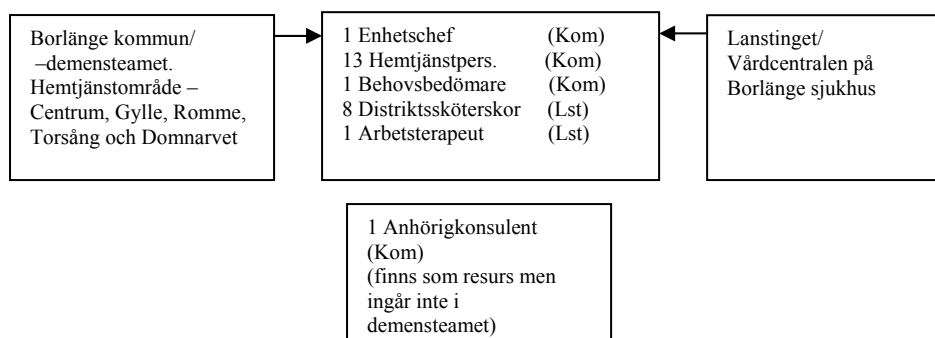 Borlänge kommun/
–demensteamet.
Hemtjänstområde –
Centrum, Gylle, Romme,
Torsång och Domnarvet
1 Enhetschef (Kom)
13 Hemtjänstpers. (Kom)
1 Behovsbedömare (Kom)
8 Distriktssköterskor (Lst)
1 Arbetsterapeut (Lst)
Lanstinget/
Vårdcentralen på
Borlänge sjukhus
1 Anhörigkonsulent
(Kom)
(finns som resurs men
ingår inte i
demensteamet)